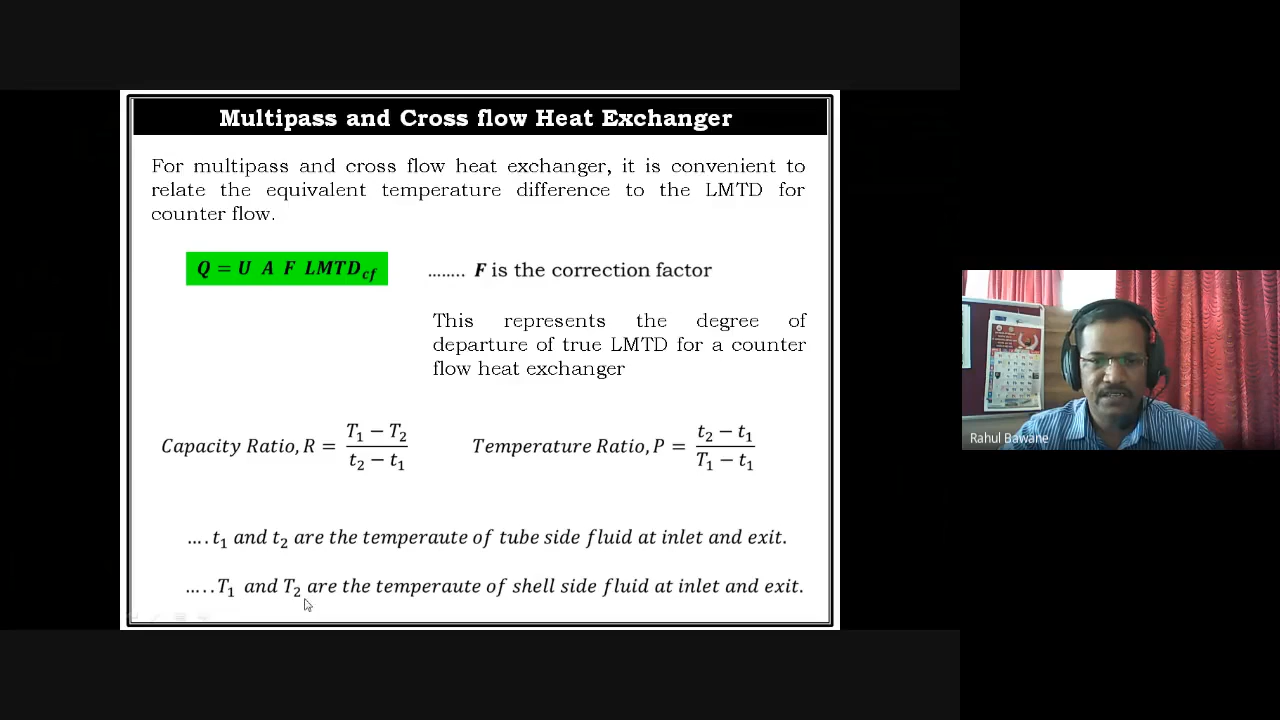 Multipass and Cross flow Heat Exchanger
For multipass and cross flow heat exchanger, it is convenient to
relate the equivalent temperature difference to the LMTD for
counter flow.
Q = U A F LMTD_cf ........ F is the correction factor
This represents the degree of
departure of true LMTD for a counter
flow heat exchanger
Capacity Ratio, R = (T₁ − T₂) / (t₂ − t₁) Temperature Ratio, P = (t₂ − t₁) / (T₁ − t₁)
.... t₁ and t₂ are the temperaute of tube side fluid at inlet and exit.
..... T₁ and T₂ are the temperaute of shell side fluid at inlet and exit.
Rahul Bawane